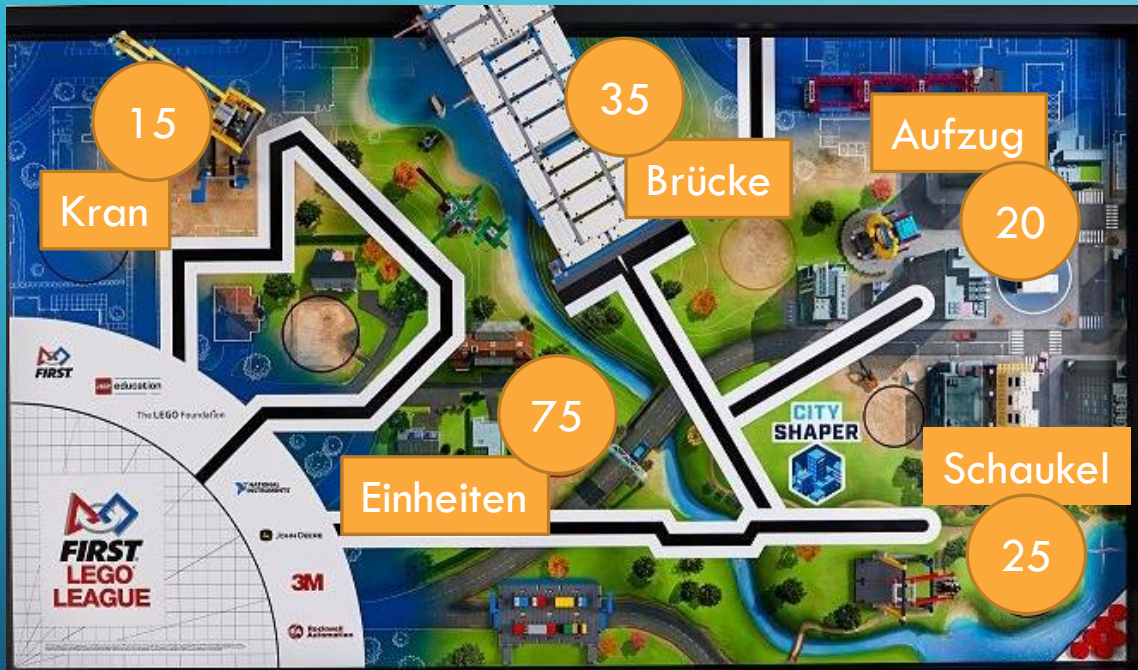 15
Kran
35
Brücke
Aufzug
20
FIRST
education
The LEGO Foundation
75
Einheiten
CITY
SHAPER
Schaukel
25
NATIONAL
INSTRUMENTS
JOHN DEERE
3M
Rockwell
Automation
FIRST
LEGO
LEAGUE